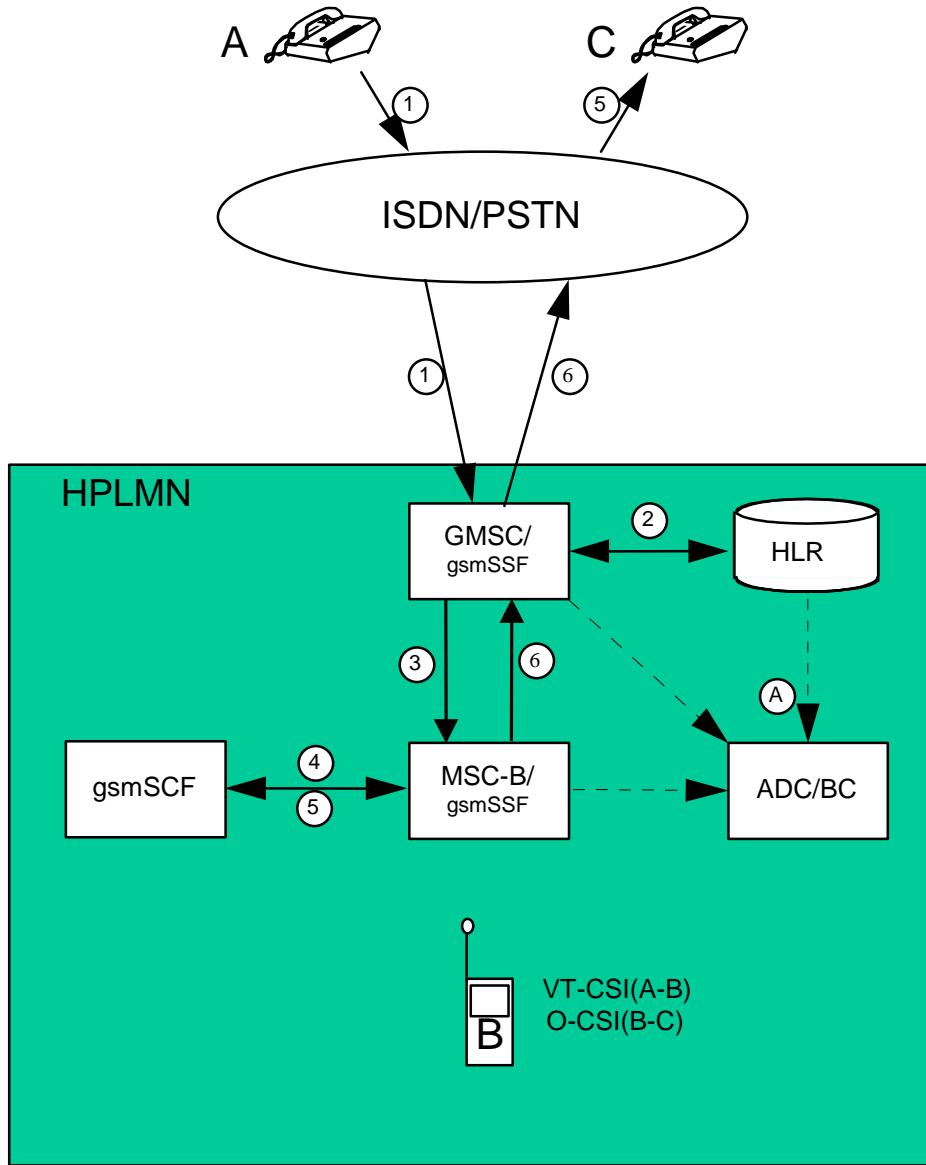 A
C
1
5
ISDN/PSTN
1
6
HPLMN
GMSC/
gsmSSF
2
HLR
3
6
A
gsmSCF
4
5
MSC-B/
gsmSSF
ADC/BC
B
VT-CSI(A-B)
O-CSI(B-C)